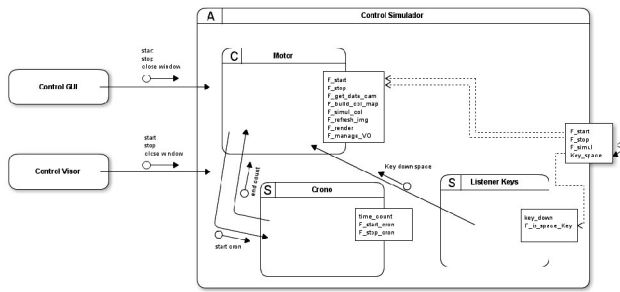 A
Control Simulador
start
stop
close window
C
Motor
Control GUI
F_start
F_stop
F_get_data_cam
F_build_col_map
F_simul_col
F_refresh_img
F_render
F_manage_VO
start
stop
close window
F_start
F_stop
F_simul
Key_space
Control Visor
end count
Key down space
S
Crono
S
Listener Keys
time_count
F_start_cron
F_stop_cron
key_down
F_is_space_Key
start cron